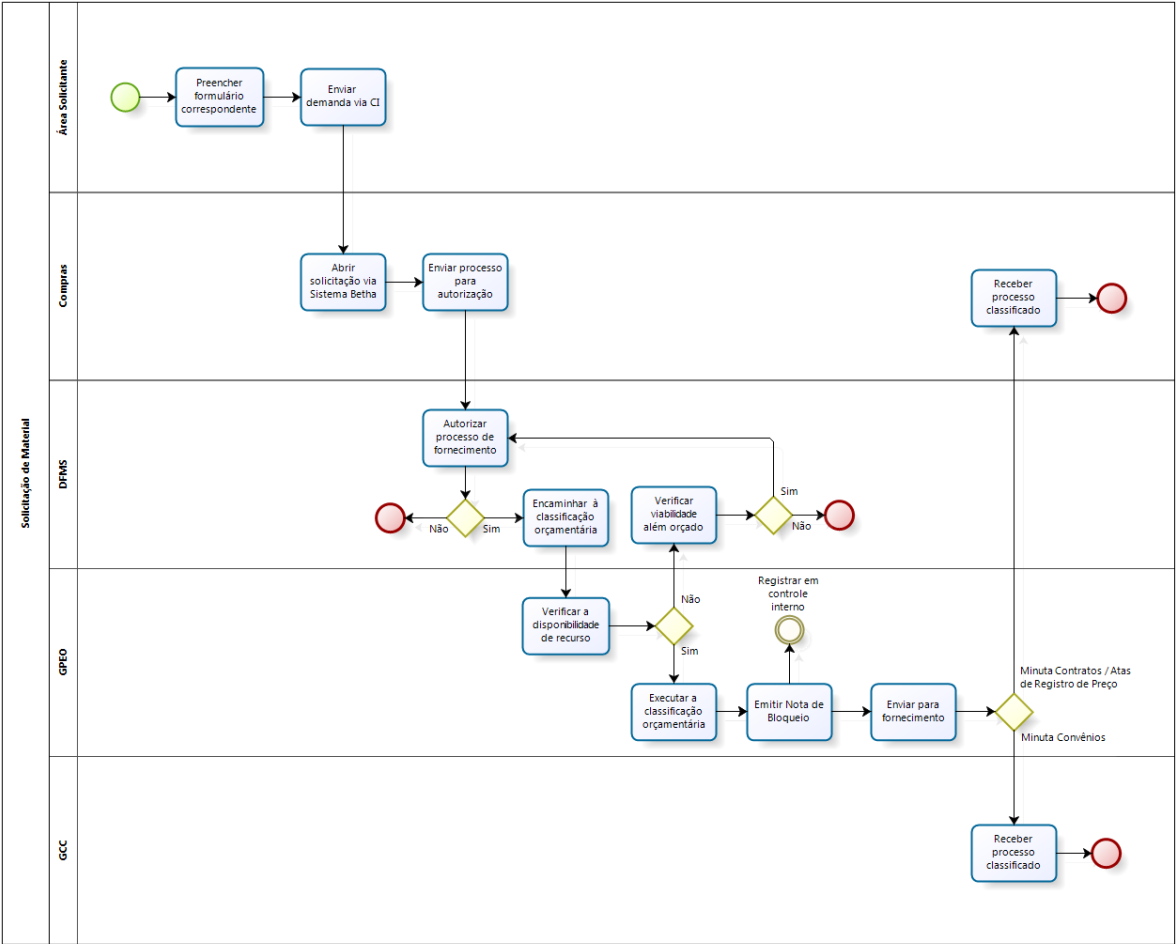 Solicitação de Material
Área Solicitante
Preencher
formulário
correspondente
Enviar
demanda via CI
Compras
Abrir
solicitação via
Sistema Betha
Enviar processo
para
autorização
Receber
processo
classificado
DFMS
Autorizar
processo de
fornecimento
Não
Sim
Encaminhar à
classificação
orçamentária
Verificar
viabilidade
além orçado
Sim
Não
GPEO
Verificar a
disponibilidade
de recurso
Não
Sim
Registrar em
controle
interno
Executar a
classificação
orçamentária
Emitir Nota de
Bloqueio
Enviar para
fornecimento
Minuta Contratos / Atas
de Registro de Preço
Minuta Convénios
GCC
Receber
processo
classificado